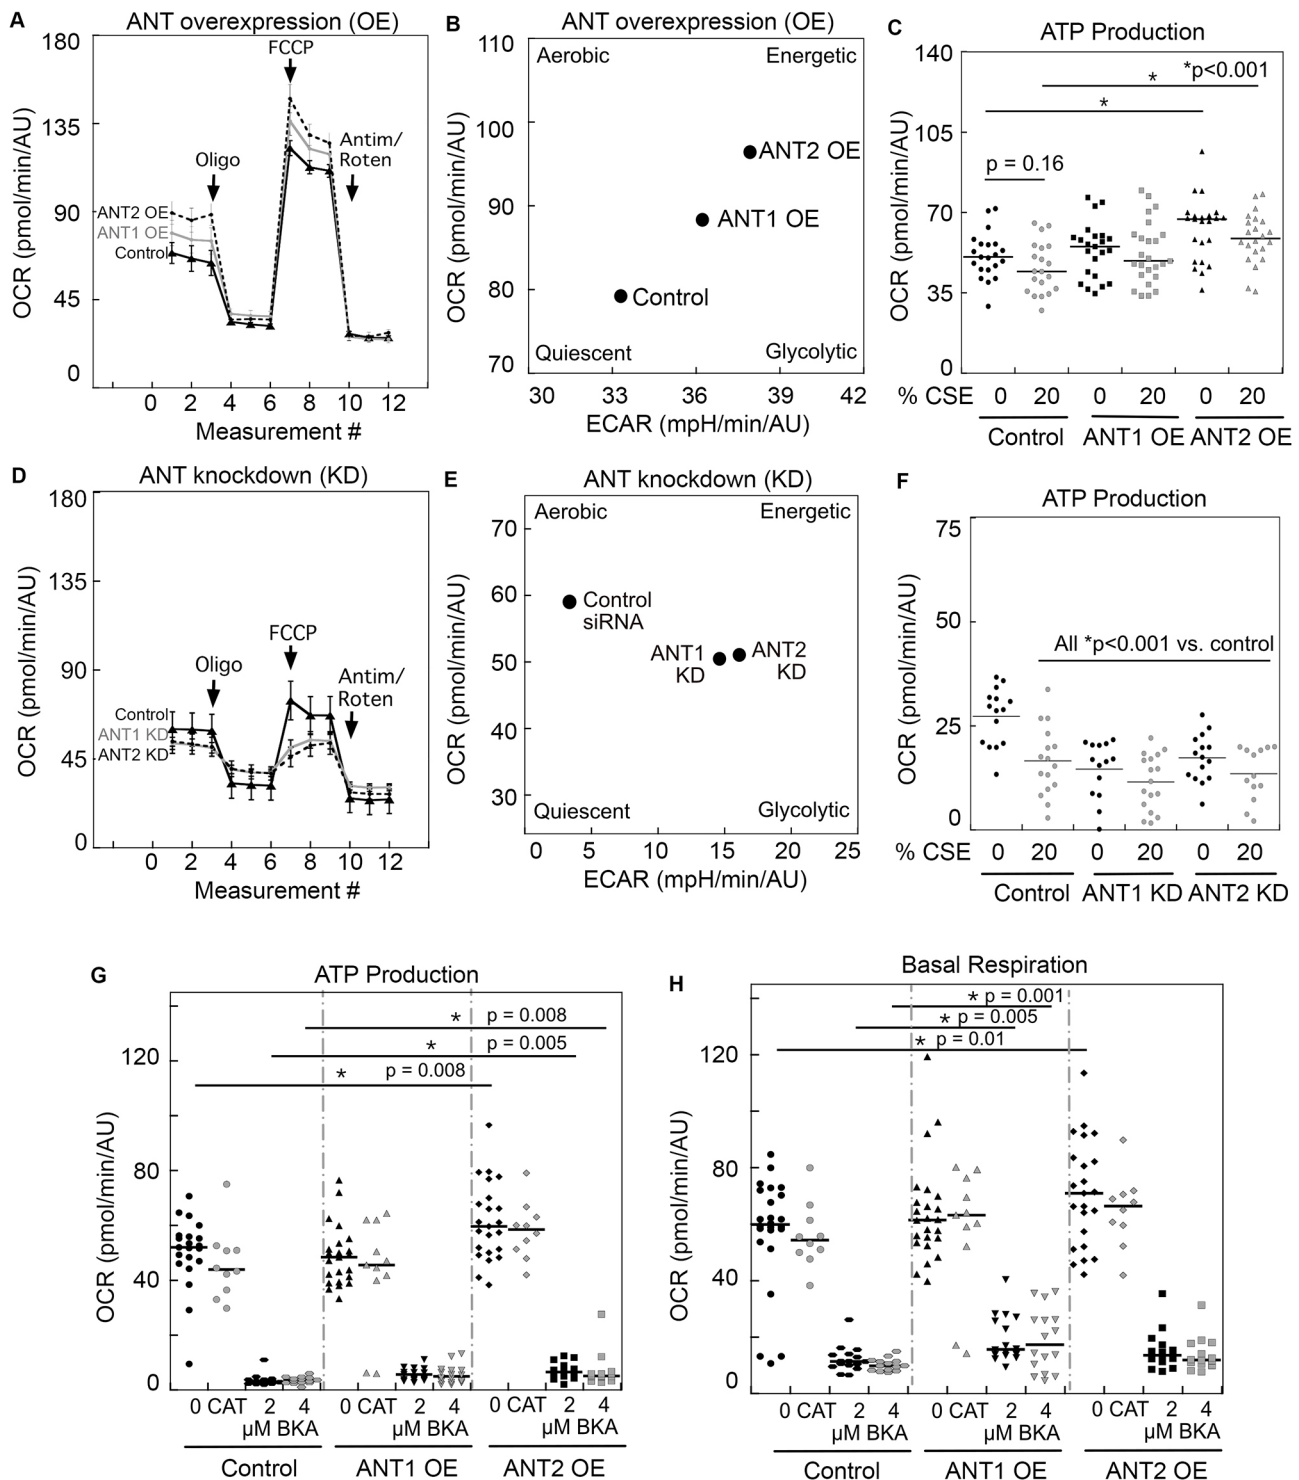 A
ANT overexpression (OE)
OCR (pmol/min/AU)
180
135
90
45
0
FCCP
Oligo
Antim/
Roten
ANT2 OE
ANT1 OE
Control
0 2 4 6 8 10 12
Measurement #
B
ANT overexpression (OE)
OCR (pmol/min/AU)
110
100
90
80
70
Aerobic
Energetic
ANT2 OE
ANT1 OE
Control
Quiescent
Glycolytic
30 33 36 39 42
ECAR (mpH/min/AU)
C
ATP Production
OCR (pmol/min/AU)
140
105
70
35
0
* *p<0.001
*
p = 0.16
% CSE 0 20 0 20 0 20
Control ANT1 OE ANT2 OE
D
ANT knockdown (KD)
OCR (pmol/min/AU)
180
135
90
45
0
FCCP
Oligo
Antim/
Roten
Control
ANT1 KD
ANT2 KD
0 2 4 6 8 10 12
Measurement #
E
ANT knockdown (KD)
OCR (pmol/min/AU)
70
60
50
40
30
Aerobic
Energetic
Control
siRNA
ANT1
KD
ANT2
KD
Quiescent
Glycolytic
0 5 10 15 20 25
ECAR (mpH/min/AU)
F
ATP Production
OCR (pmol/min/AU)
75
50
25
0
All *p<0.001 vs. control
% CSE 0 20 0 20 0 20
Control ANT1 KD ANT2 KD
G
ATP Production
OCR (pmol/min/AU)
120
80
40
0
* p = 0.008
* p = 0.005
* p = 0.008
0 CAT 2 4 0 CAT 2 4 0 CAT 2 4
µM BKA µM BKA µM BKA
Control ANT1 OE ANT2 OE
H
Basal Respiration
OCR (pmol/min/AU)
120
80
40
0
* p = 0.001
* p = 0.005
* p = 0.01
0 CAT 2 4 0 CAT 2 4 0 CAT 2 4
µM BKA µM BKA µM BKA
Control ANT1 OE ANT2 OE